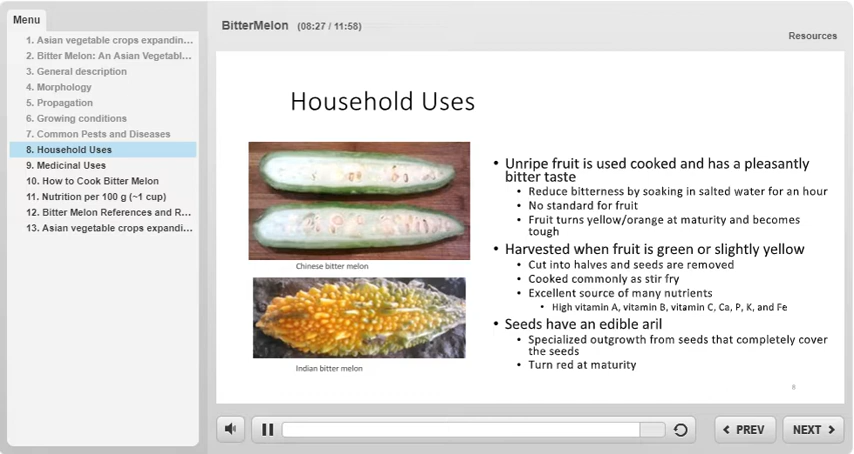 Menu
1. Asian vegetable crops expandin...
2. Bitter Melon: An Asian Vegetabl...
3. General description
4. Morphology
5. Propagation
6. Growing conditions
7. Common Pests and Diseases
8. Household Uses
9. Medicinal Uses
10. How to Cook Bitter Melon
11. Nutrition per 100 g (~1 cup)
12. Bitter Melon References and R...
13. Asian vegetable crops expandi...
BitterMelon (08:27 / 11:58)
Resources
Household Uses
Chinese bitter melon
Indian bitter melon
• Unripe fruit is used cooked and has a pleasantly
bitter taste
• Reduce bitterness by soaking in salted water for an hour
• No standard for fruit
• Fruit turns yellow/orange at maturity and becomes
tough
• Harvested when fruit is green or slightly yellow
• Cut into halves and seeds are removed
• Cooked commonly as stir fry
• Excellent source of many nutrients
• High vitamin A, vitamin B, vitamin C, Ca, P, K, and Fe
• Seeds have an edible aril
• Specialized outgrowth from seeds that completely cover
the seeds
• Turn red at maturity
8
PREV
NEXT